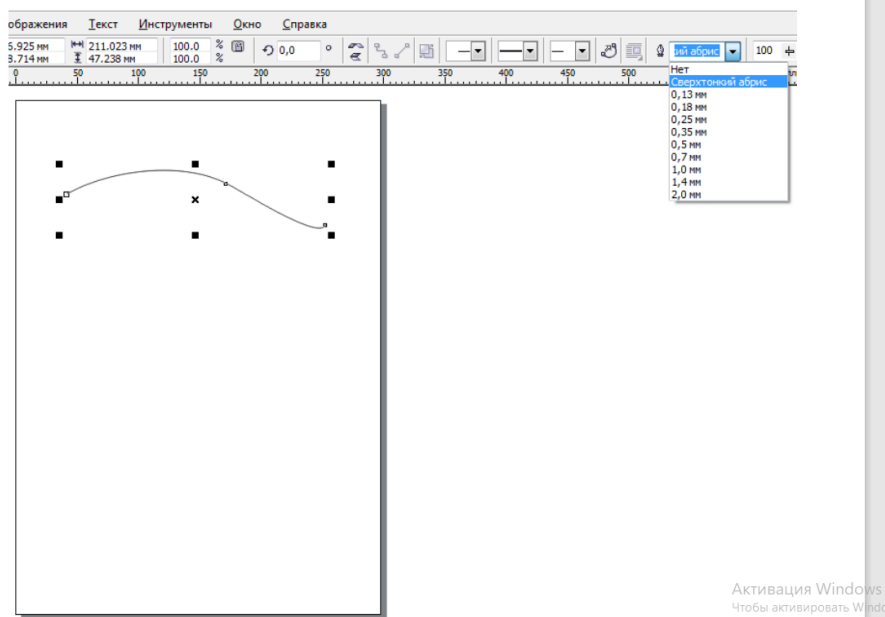 ображения Текст Инструменты Окно Справка
5.925 мм 211.023 мм 100.0 % 0,0 ° ий абрис 100
3.714 мм 47.238 мм 100.0 %
0 50 100 150 200 250 300 350 400 450 500
Нет
Сверхтонкий абрис
0,13 мм
0,18 мм
0,25 мм
0,35 мм
0,5 мм
0,7 мм
1,0 мм
1,4 мм
2,0 мм
Активация Windows
Чтобы активировать Windo